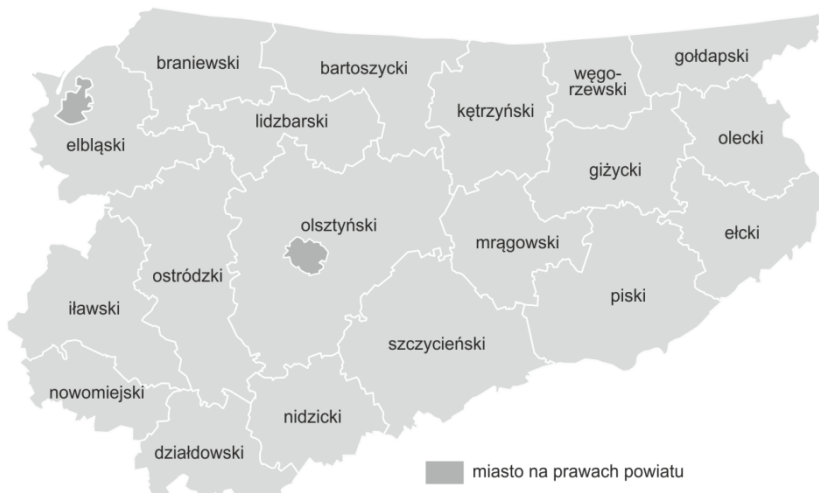 gołdapski
braniewski
bartoszycki
węgo-
rzewski
kętrzyński
lidzbarski
olecki
elbląski
giżycki
olsztyński
ełcki
mrągowski
ostródzki
piski
iławski
szczycieński
nowomiejski
nidzicki
działdowski
miasto na prawach powiatu